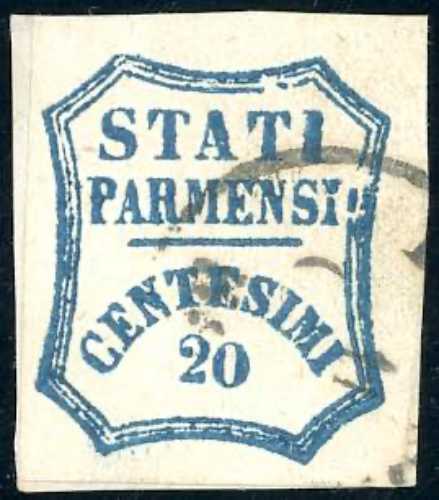 STATI
PARMENSI
CENTESIMI
20